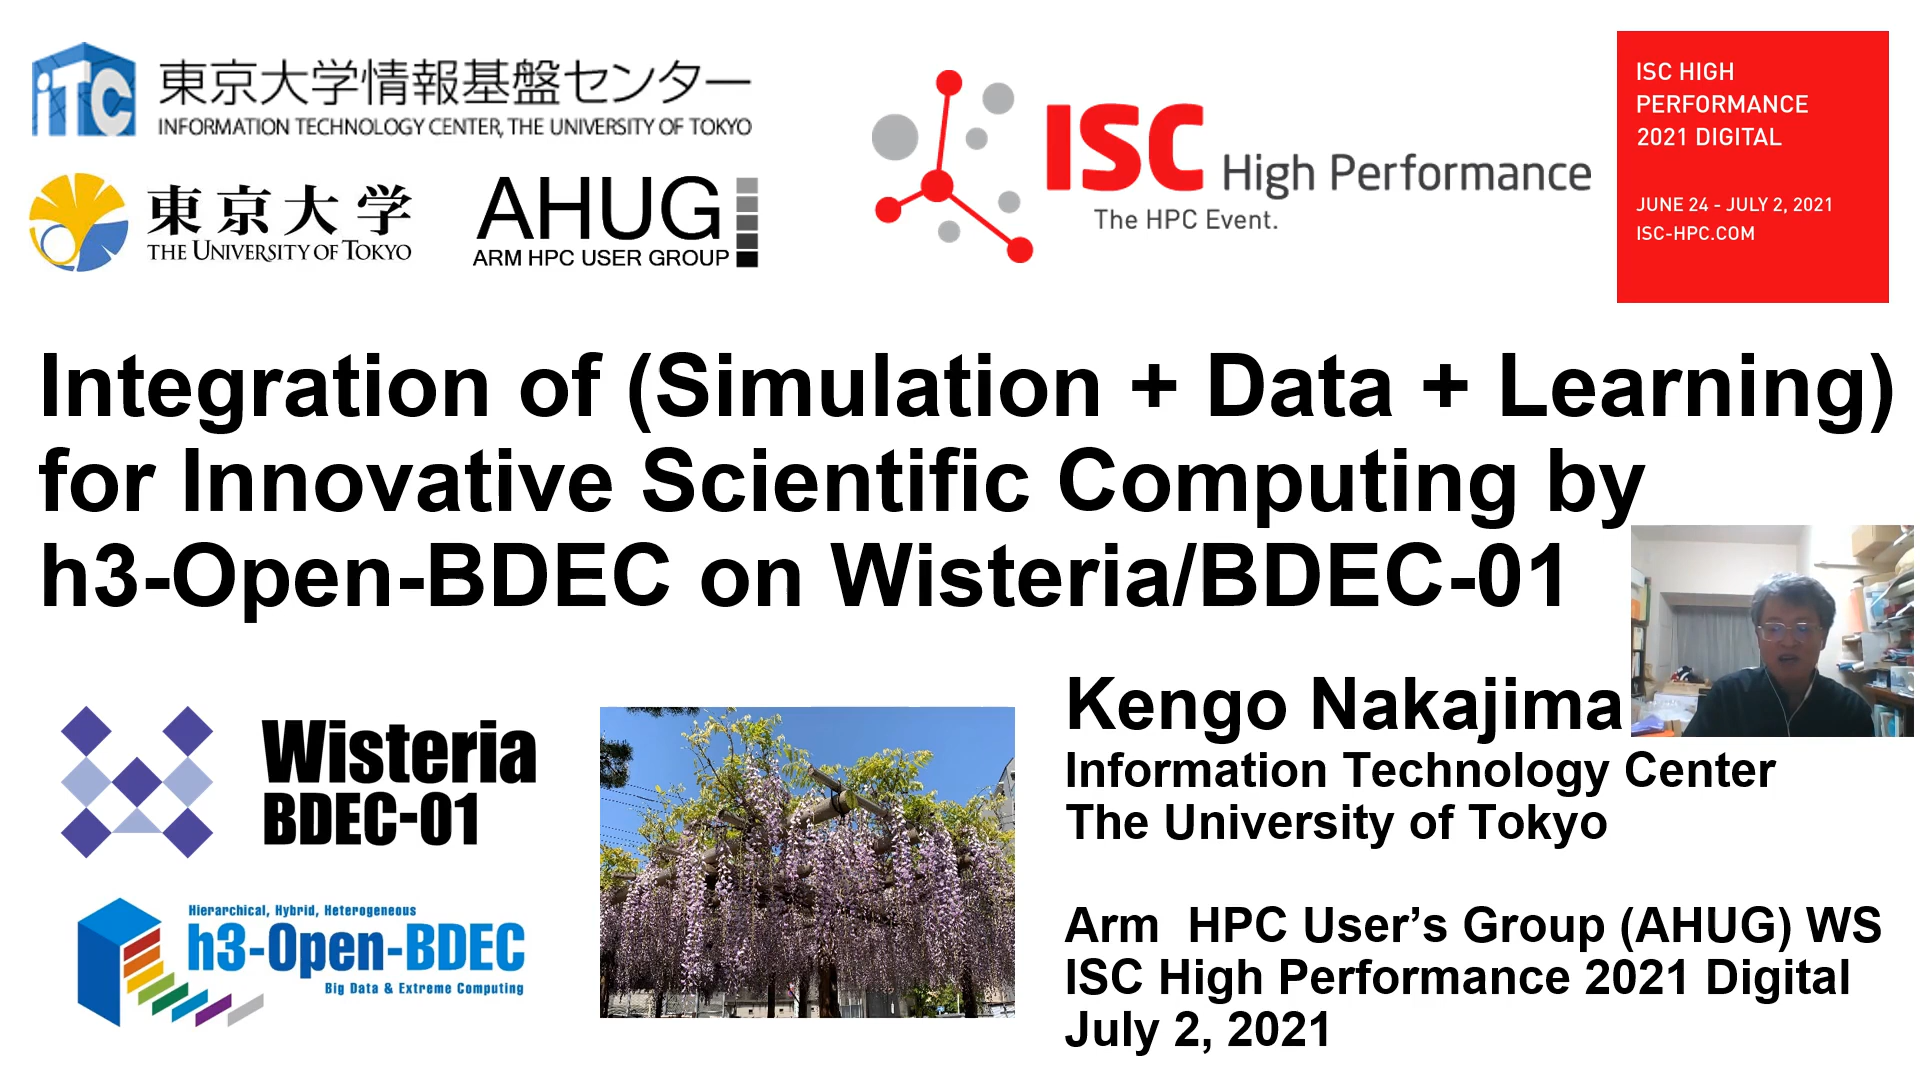 iTC
東京大学情報基盤センター
INFORMATION TECHNOLOGY CENTER, THE UNIVERSITY OF TOKYO
東京大学
THE UNIVERSITY OF TOKYO
AHUG
ARM HPC USER GROUP
ISC High Performance
The HPC Event.
ISC HIGH
PERFORMANCE
2021 DIGITAL
JUNE 24 - JULY 2, 2021
ISC-HPC.COM
Integration of (Simulation + Data + Learning)
for Innovative Scientific Computing by
h3-Open-BDEC on Wisteria/BDEC-01
Wisteria
BDEC-01
Hierarchical, Hybrid, Heterogeneous
h3-Open-BDEC
Big Data & Extreme Computing
Kengo Nakajima
Information Technology Center
The University of Tokyo
Arm  HPC User’s Group (AHUG) WS
ISC High Performance 2021 Digital
July 2, 2021